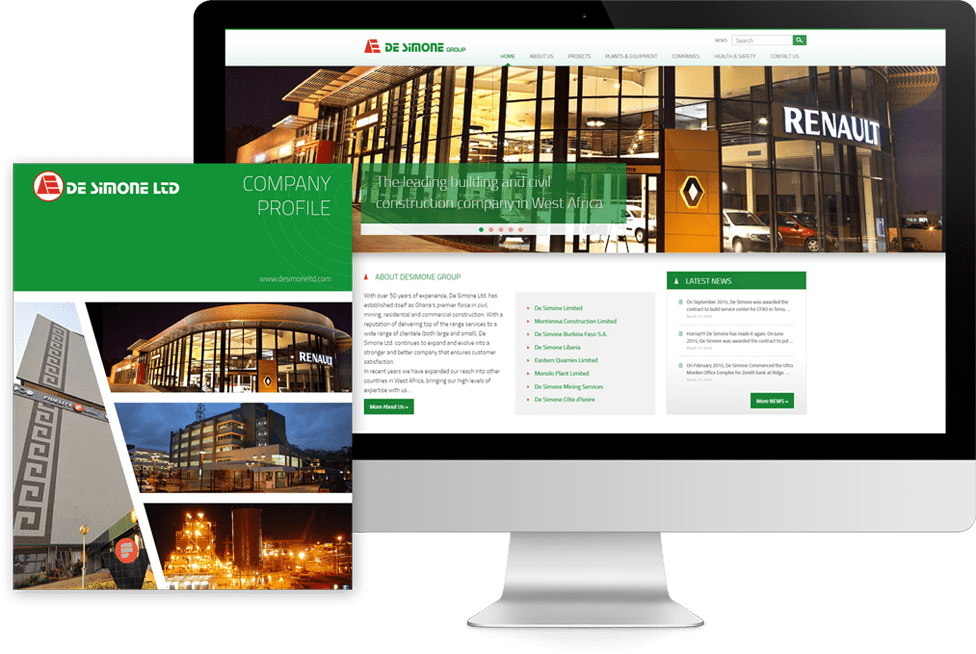 DE SIMONE GROUP
NEWS
Search
HOME
ABOUT US
PROJECTS
PLANTS & EQUIPMENT
COMPANIES
HEALTH & SAFETY
CONTACT US
RENAULT
Welcome
The leading building and civil
construction company in West Africa
DE SIMONE LTD
COMPANY
PROFILE
www.desimoneltd.com
RENAULT
FIDELITY
ABOUT DESIMONE GROUP
With over 50 years of experience, De Simone Ltd. has
established itself as Ghana's premier force in civil,
mining, residential and commercial construction. With a
reputation of delivering top of the range services to a
wide range of clientele (both large and small). De
Simone Ltd. continues to expand and evolve into a
stronger and better company that ensures customer
satisfaction.
In recent years we have expanded our reach into other
countries in West Africa, bringing our high levels of
expertise with us...
More About Us »
De Simone Limited
Monterosa Construction Limited
De Simone Burkina Faso S.A.
De Simone Liberia
Eastern Quarries Limited
Monolo Plant Limited
De Simone Mining Services
De Simone Côte d'Ivoire
LATEST NEWS
On September 2015, De Simone was awarded the
contract to build service center for CFAO in Tema ...
Hurray!!! De Simone has made it again. On June
2015, De Simone was awarded the contract to put ...
On February 2015, De Simone Commenced the Ultra
Morden Office Complex for Zenith bank at Ridge ...
More NEWS »